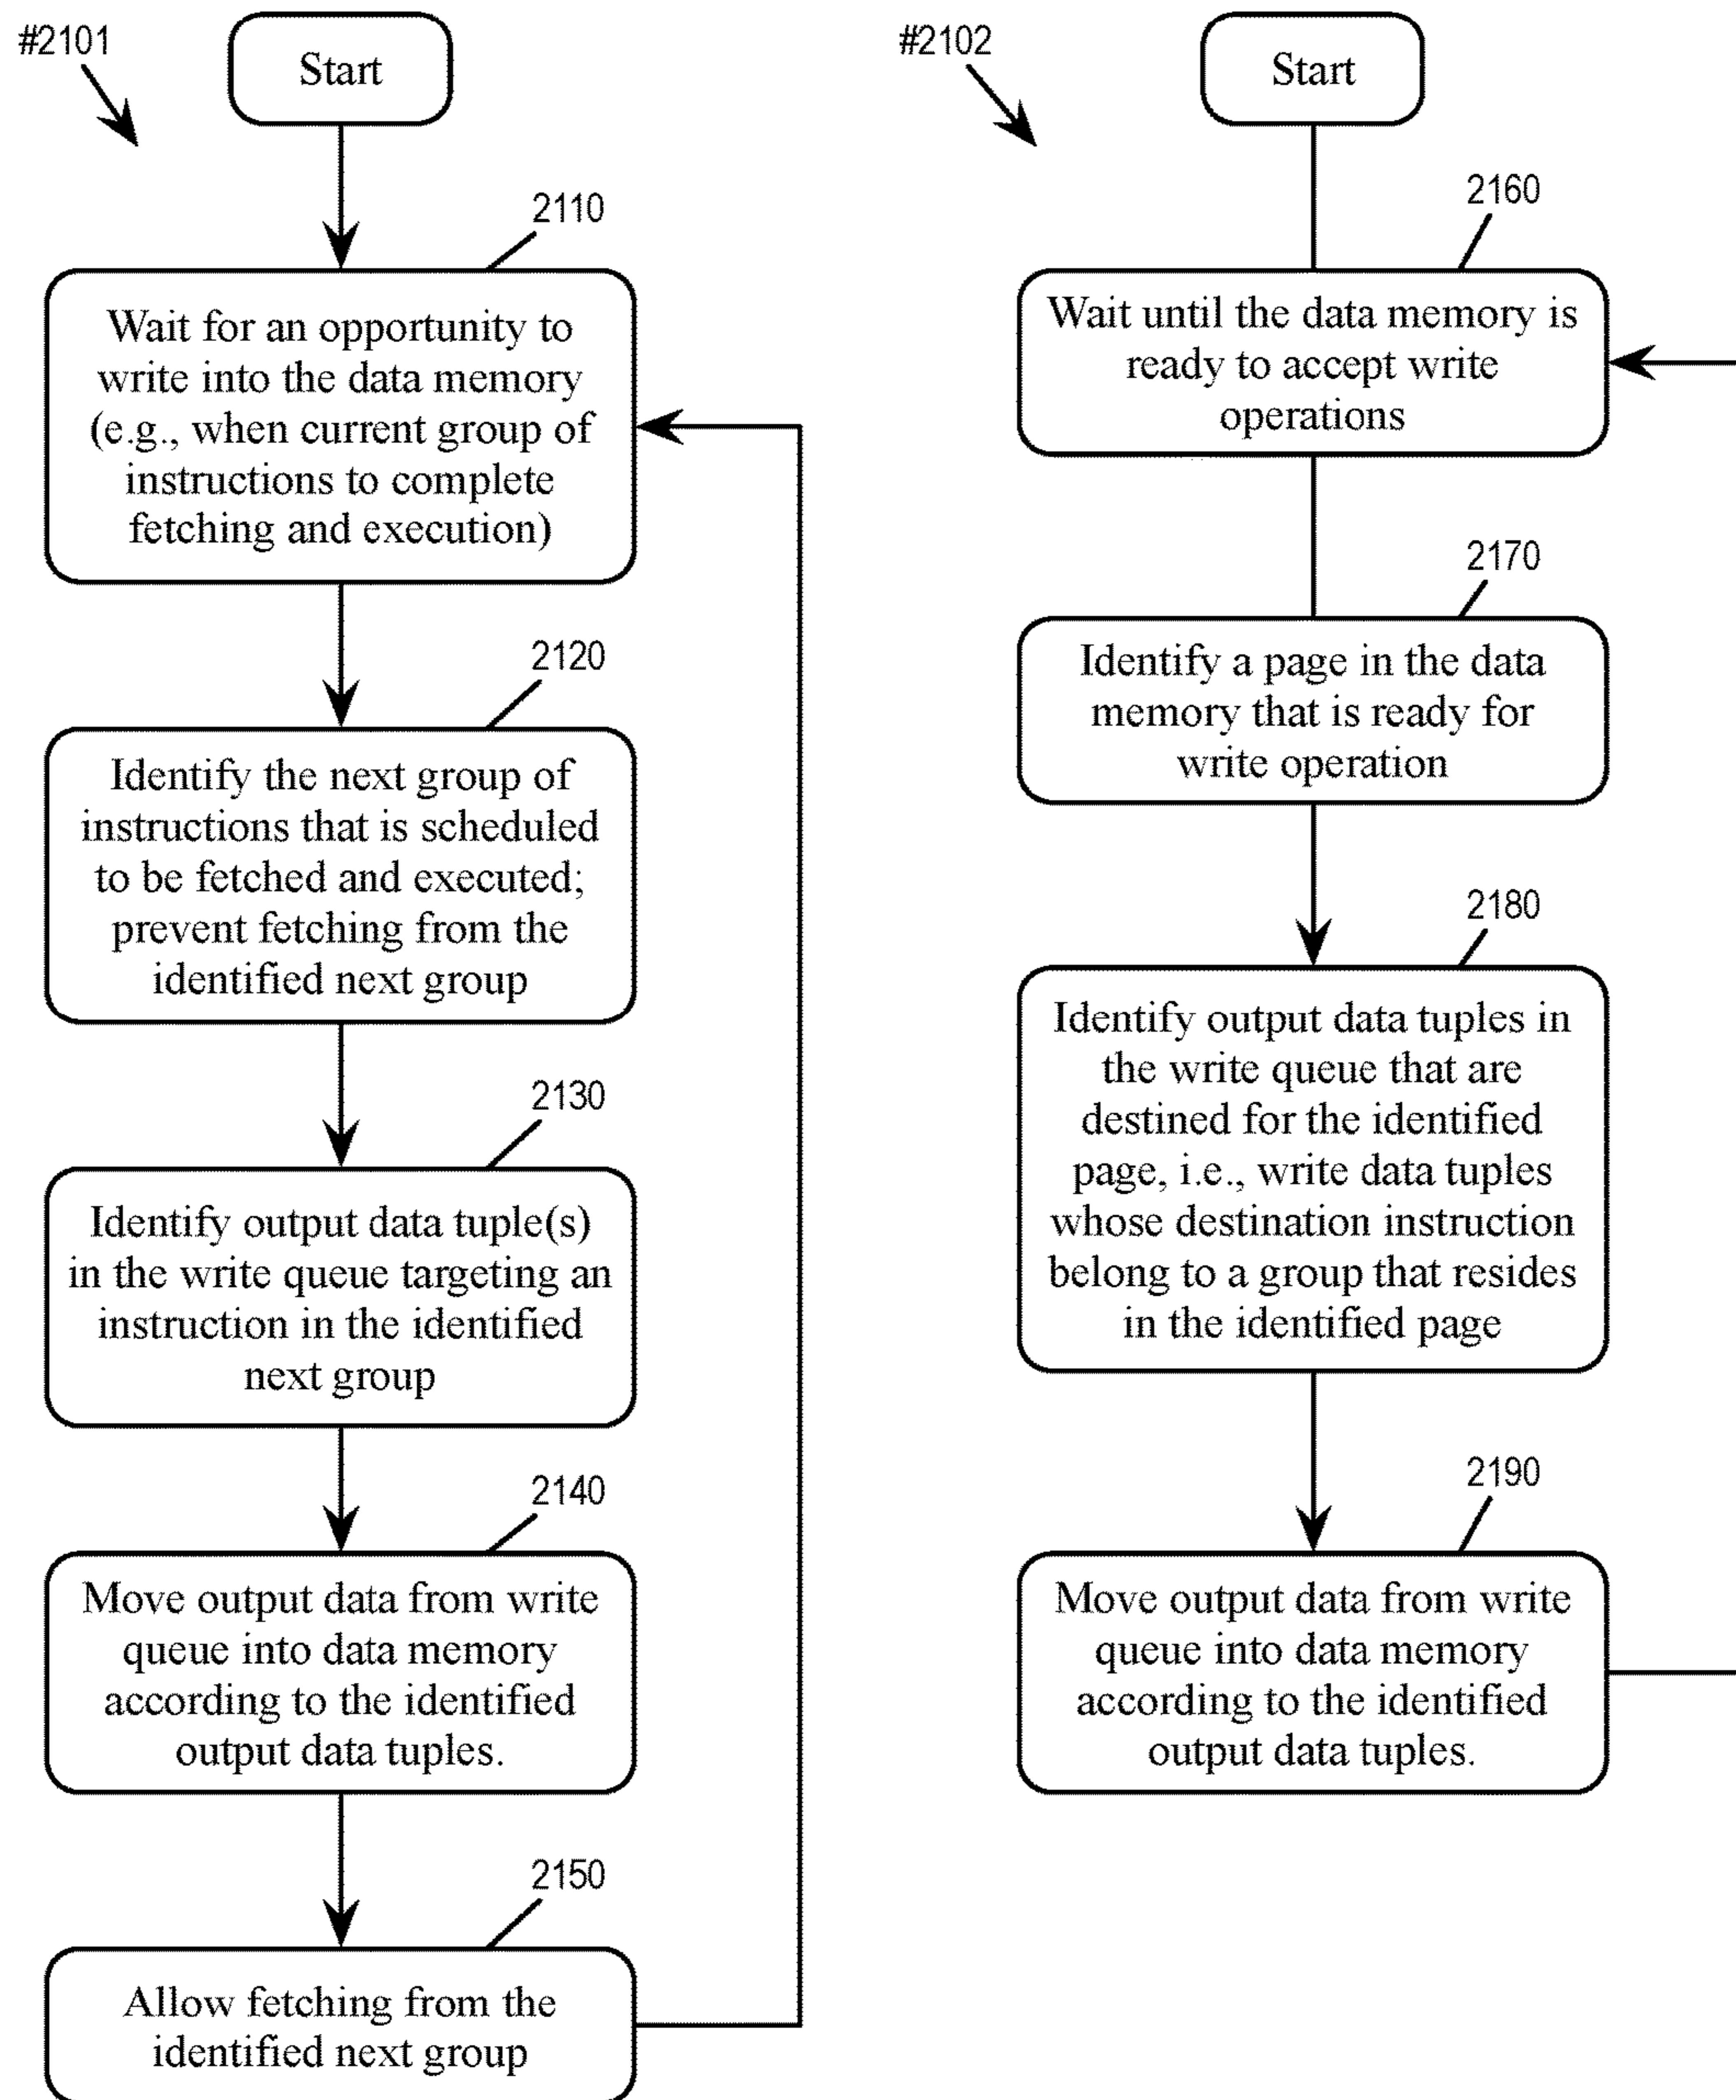 #2101
Start
2110
Wait for an opportunity to
write into the data memory
(e.g., when current group of
instructions to complete
fetching and execution)
2120
Identify the next group of
instructions that is scheduled
to be fetched and executed;
prevent fetching from the
identified next group
2130
Identify output data tuple(s)
in the write queue targeting an
instruction in the identified
next group
2140
Move output data from write
queue into data memory
according to the identified
output data tuples.
2150
Allow fetching from the
identified next group
#2102
Start
2160
Wait until the data memory is
ready to accept write
operations
2170
Identify a page in the data
memory that is ready for
write operation
2180
Identify output data tuples in
the write queue that are
destined for the identified
page, i.e., write data tuples
whose destination instruction
belong to a group that resides
in the identified page
2190
Move output data from write
queue into data memory
according to the identified
output data tuples.